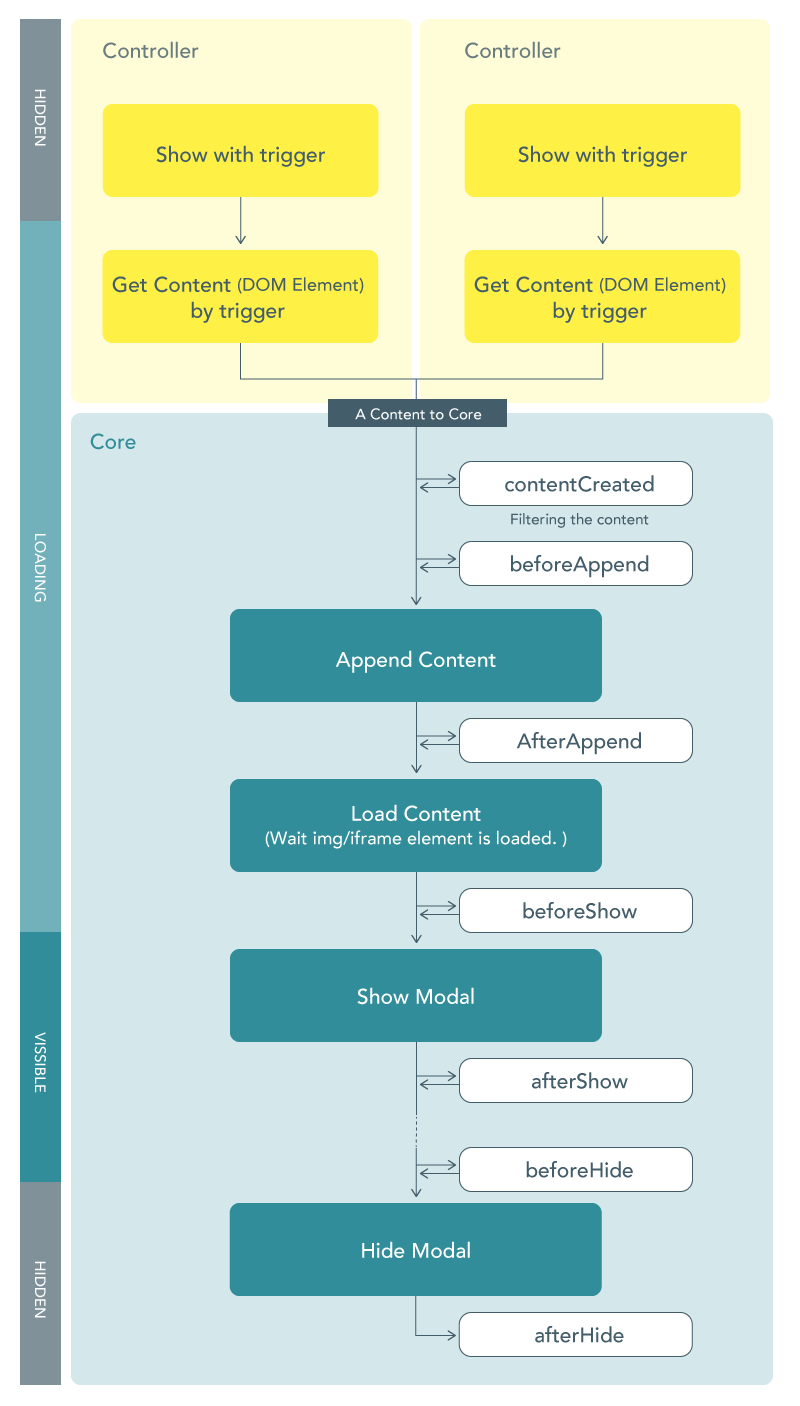 HIDDEN
Controller
Controller
Show with trigger
Show with trigger
Get Content (DOM Element)
by trigger
Get Content (DOM Element)
by trigger
A Content to Core
LOADING
Core
contentCreated
Filtering the content
beforeAppend
Append Content
AfterAppend
Load Content
(Wait img/iframe element is loaded. )
beforeShow
VISSIBLE
Show Modal
afterShow
beforeHide
HIDDEN
Hide Modal
afterHide